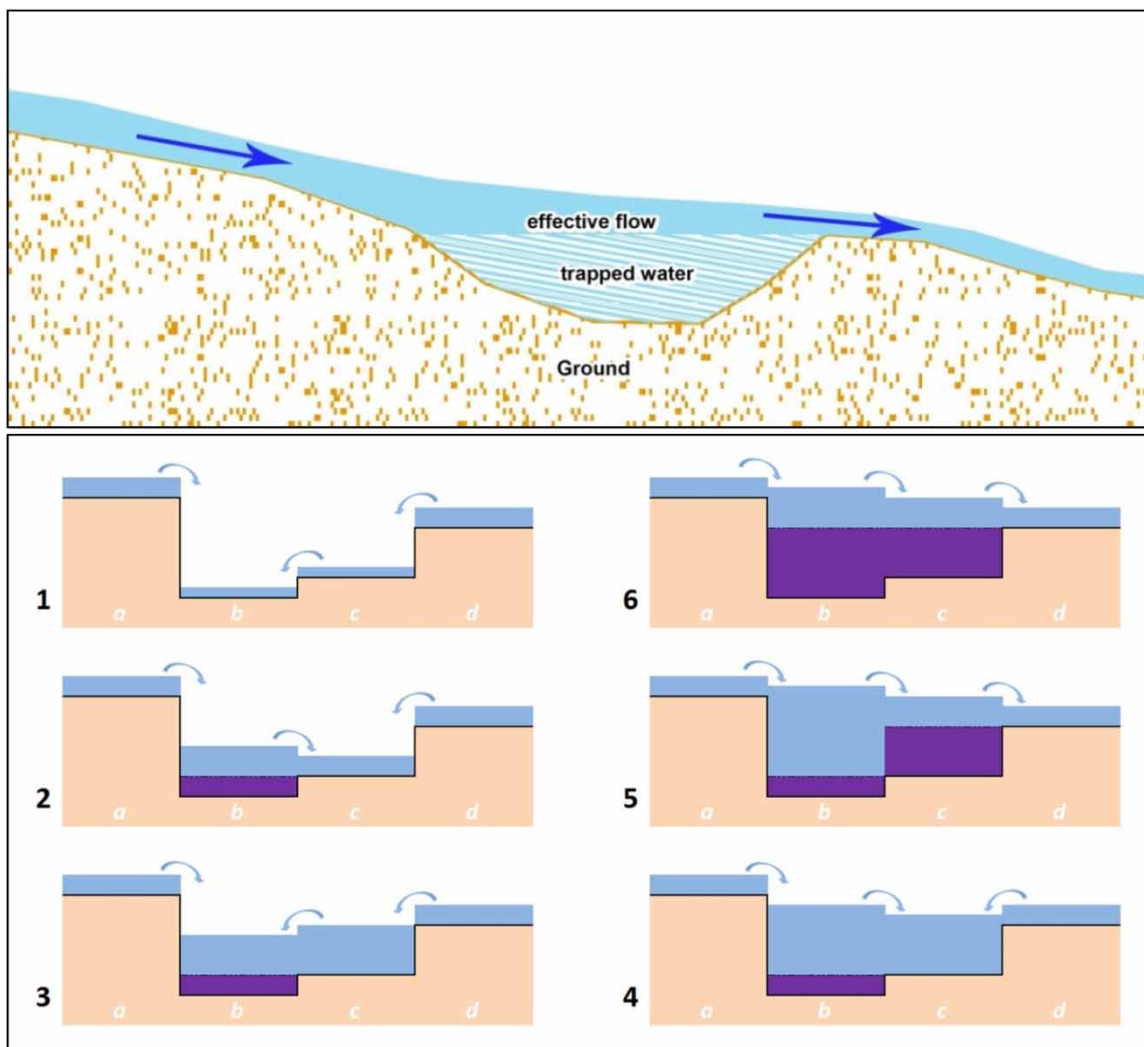 effective flow
trapped water
Ground
1
a b c d
6
a b c d
2
a b c d
5
a b c d
3
a b c d
4
a b c d